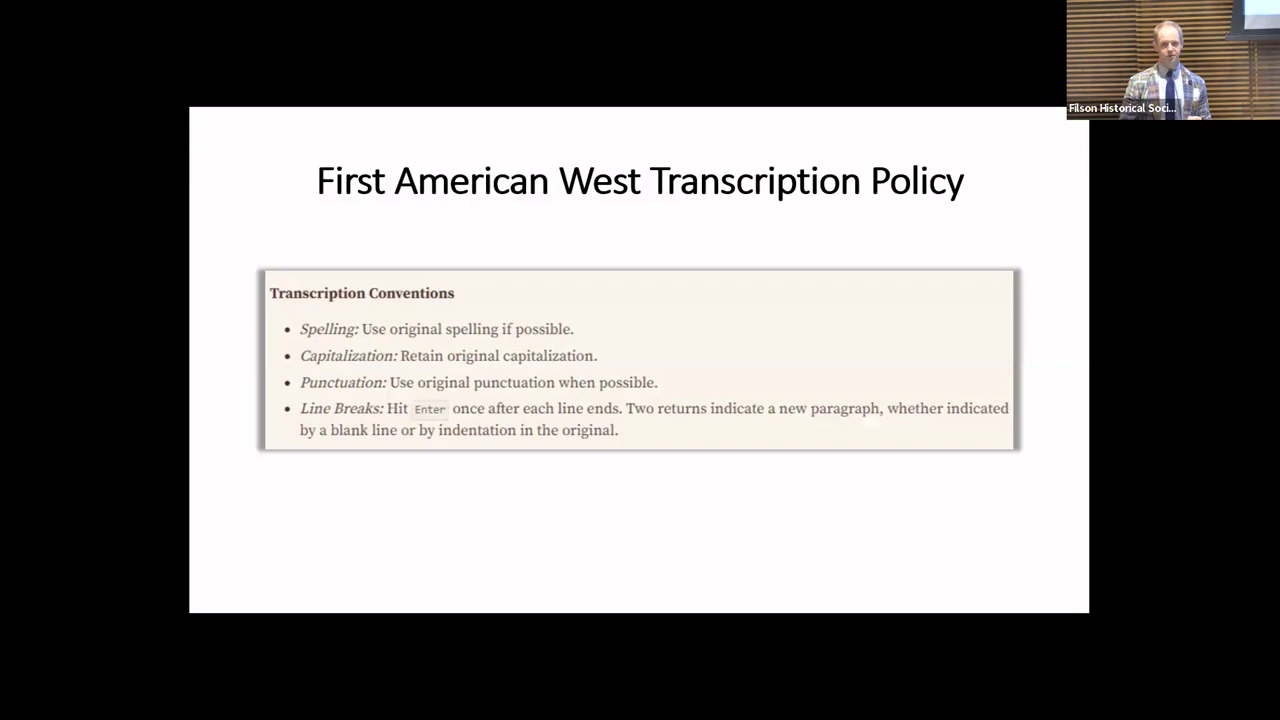 Filson Historical Soci...
First American West Transcription Policy
Transcription Conventions
• Spelling: Use original spelling if possible.
• Capitalization: Retain original capitalization.
• Punctuation: Use original punctuation when possible.
• Line Breaks: Hit Enter once after each line ends. Two returns indicate a new paragraph, whether indicated
by a blank line or by indentation in the original.